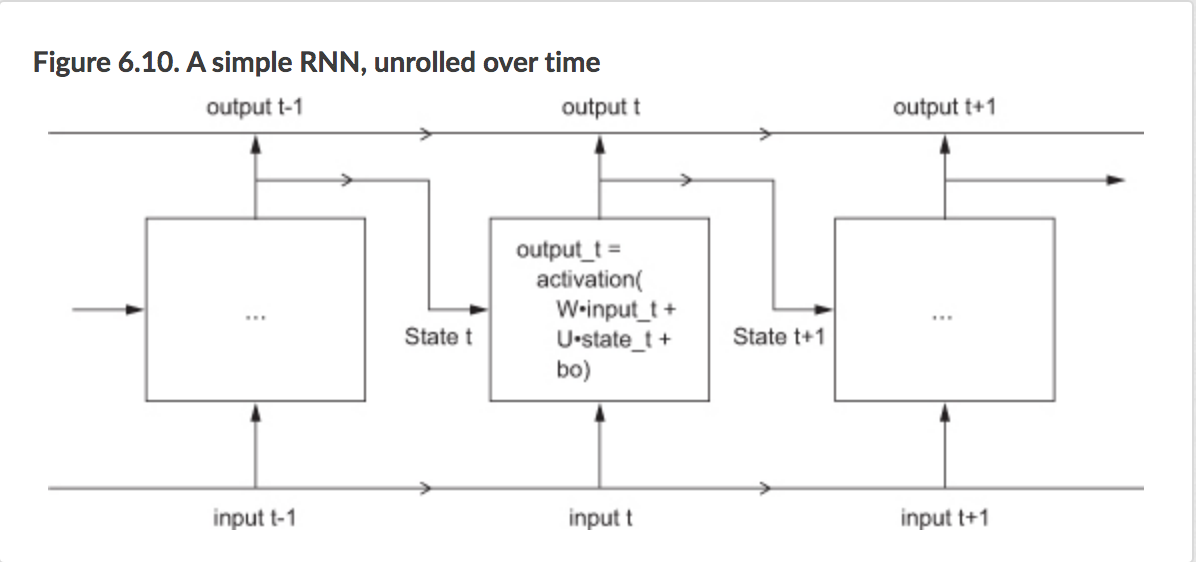 Figure 6.10. A simple RNN, unrolled over time
output t-1
output t
output t+1
output_t =
activation(
W•input_t +
U•state_t +
bo)
...
...
State t
State t+1
input t-1
input t
input t+1